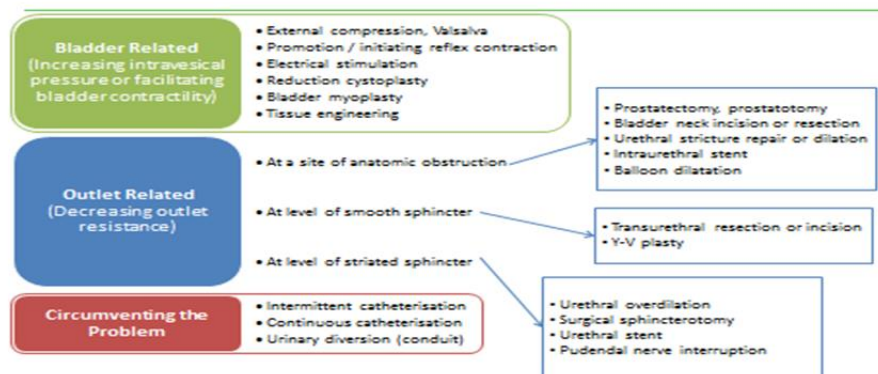 Bladder Related
(Increasing intravesical
pressure or facilitating
bladder contractility)
• External compression, Valsalva
• Promotion / initiating reflex contraction
• Electrical stimulation
• Reduction cystoplasty
• Bladder myoplasty
• Tissue engineering
Outlet Related
(Decreasing outlet
resistance)
• At a site of anatomic obstruction
• Prostatectomy, prostatotomy
• Bladder neck incision or resection
• Urethral stricture repair or dilation
• Intraurethral stent
• Balloon dilatation
• At level of smooth sphincter
• Transurethral resection or incision
• Y-V plasty
• At level of striated sphincter
• Urethral overdilation
• Surgical sphincterotomy
• Urethral stent
• Pudendal nerve interruption
Circumventing the
Problem
• Intermittent catheterisation
• Continuous catheterisation
• Urinary diversion (conduit)